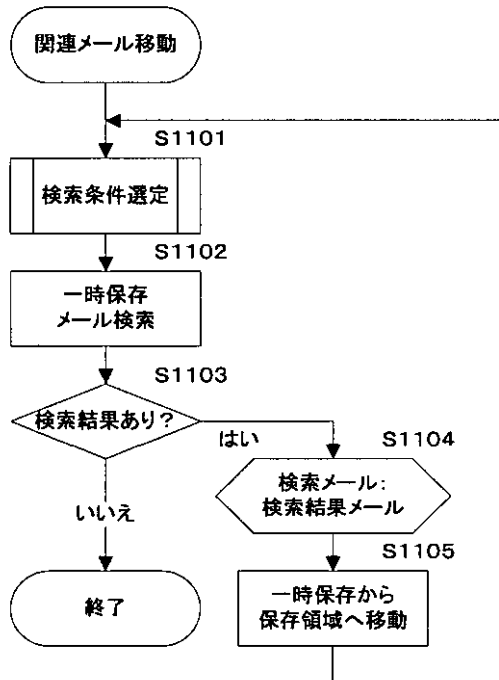 関連メール移動
S1101
検索条件選定
S1102
一時保存
メール検索
S1103
検索結果あり？
はい
いいえ
終了
S1104
検索メール：
検索結果メール
S1105
一時保存から
保存領域へ移動